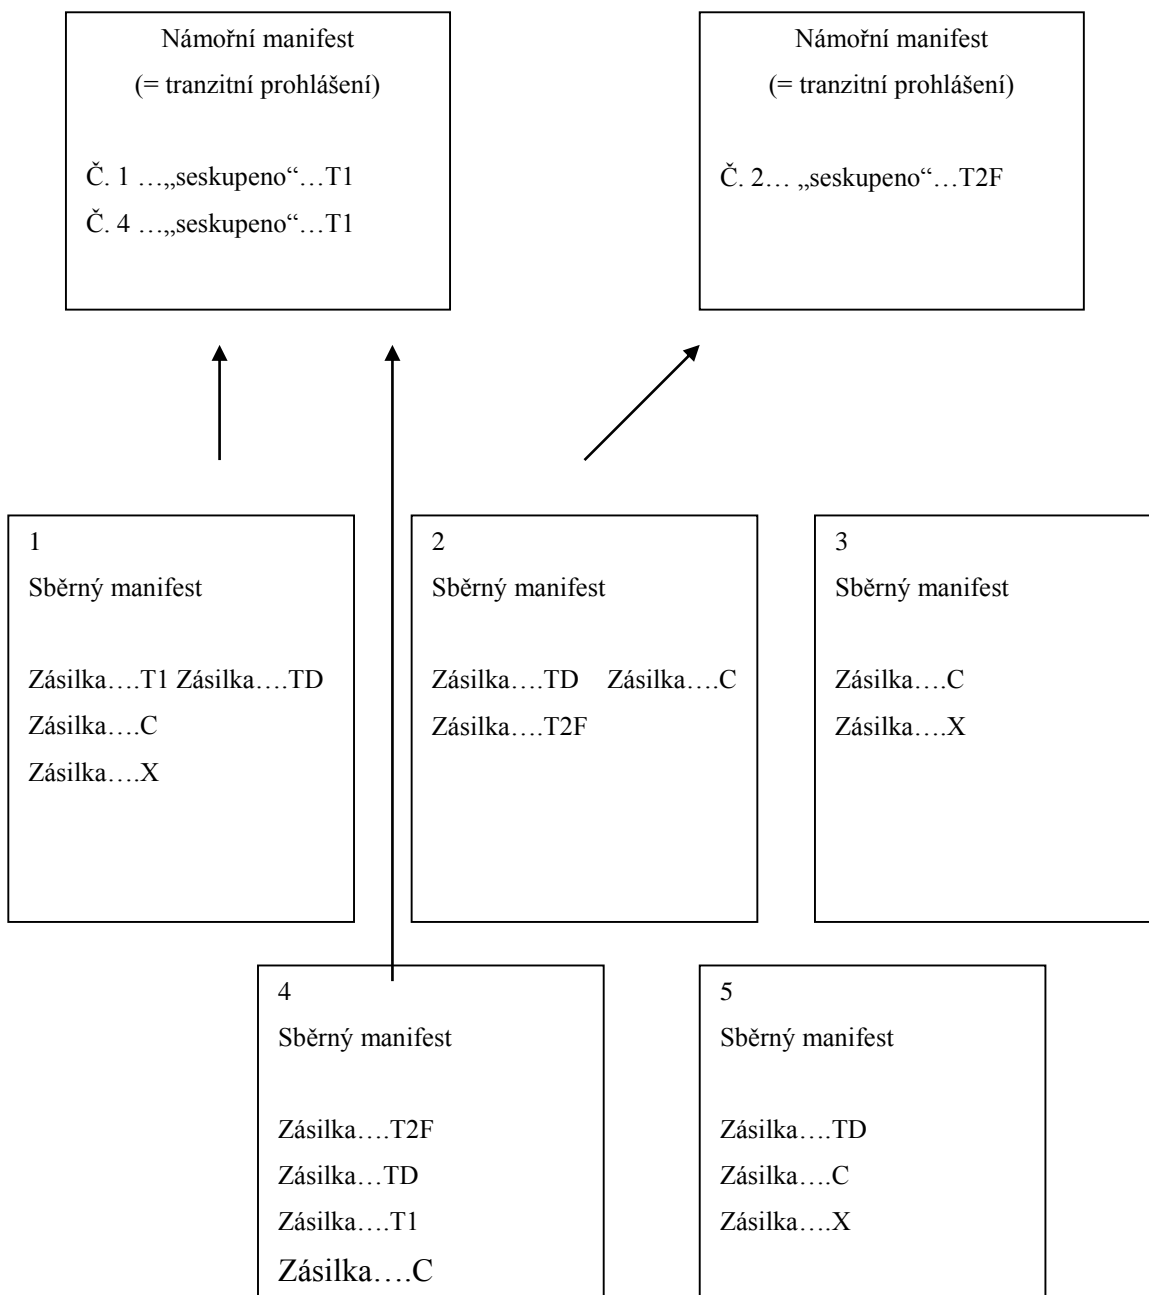 Námořní manifest
(= tranzitní prohlášení)
Č. 1 …„seskupeno“…T1
Č. 4 …„seskupeno“…T1
Námořní manifest
(= tranzitní prohlášení)
Č. 2… „seskupeno“…T2F
1
Sběrný manifest
Zásilka….T1 Zásilka….TD
Zásilka….C
Zásilka….X
2
Sběrný manifest
Zásilka….TD Zásilka….C
Zásilka….T2F
3
Sběrný manifest
Zásilka….C
Zásilka….X
4
Sběrný manifest
Zásilka….T2F
Zásilka…TD
Zásilka….T1
Zásilka….C
5
Sběrný manifest
Zásilka….TD
Zásilka….C
Zásilka….X